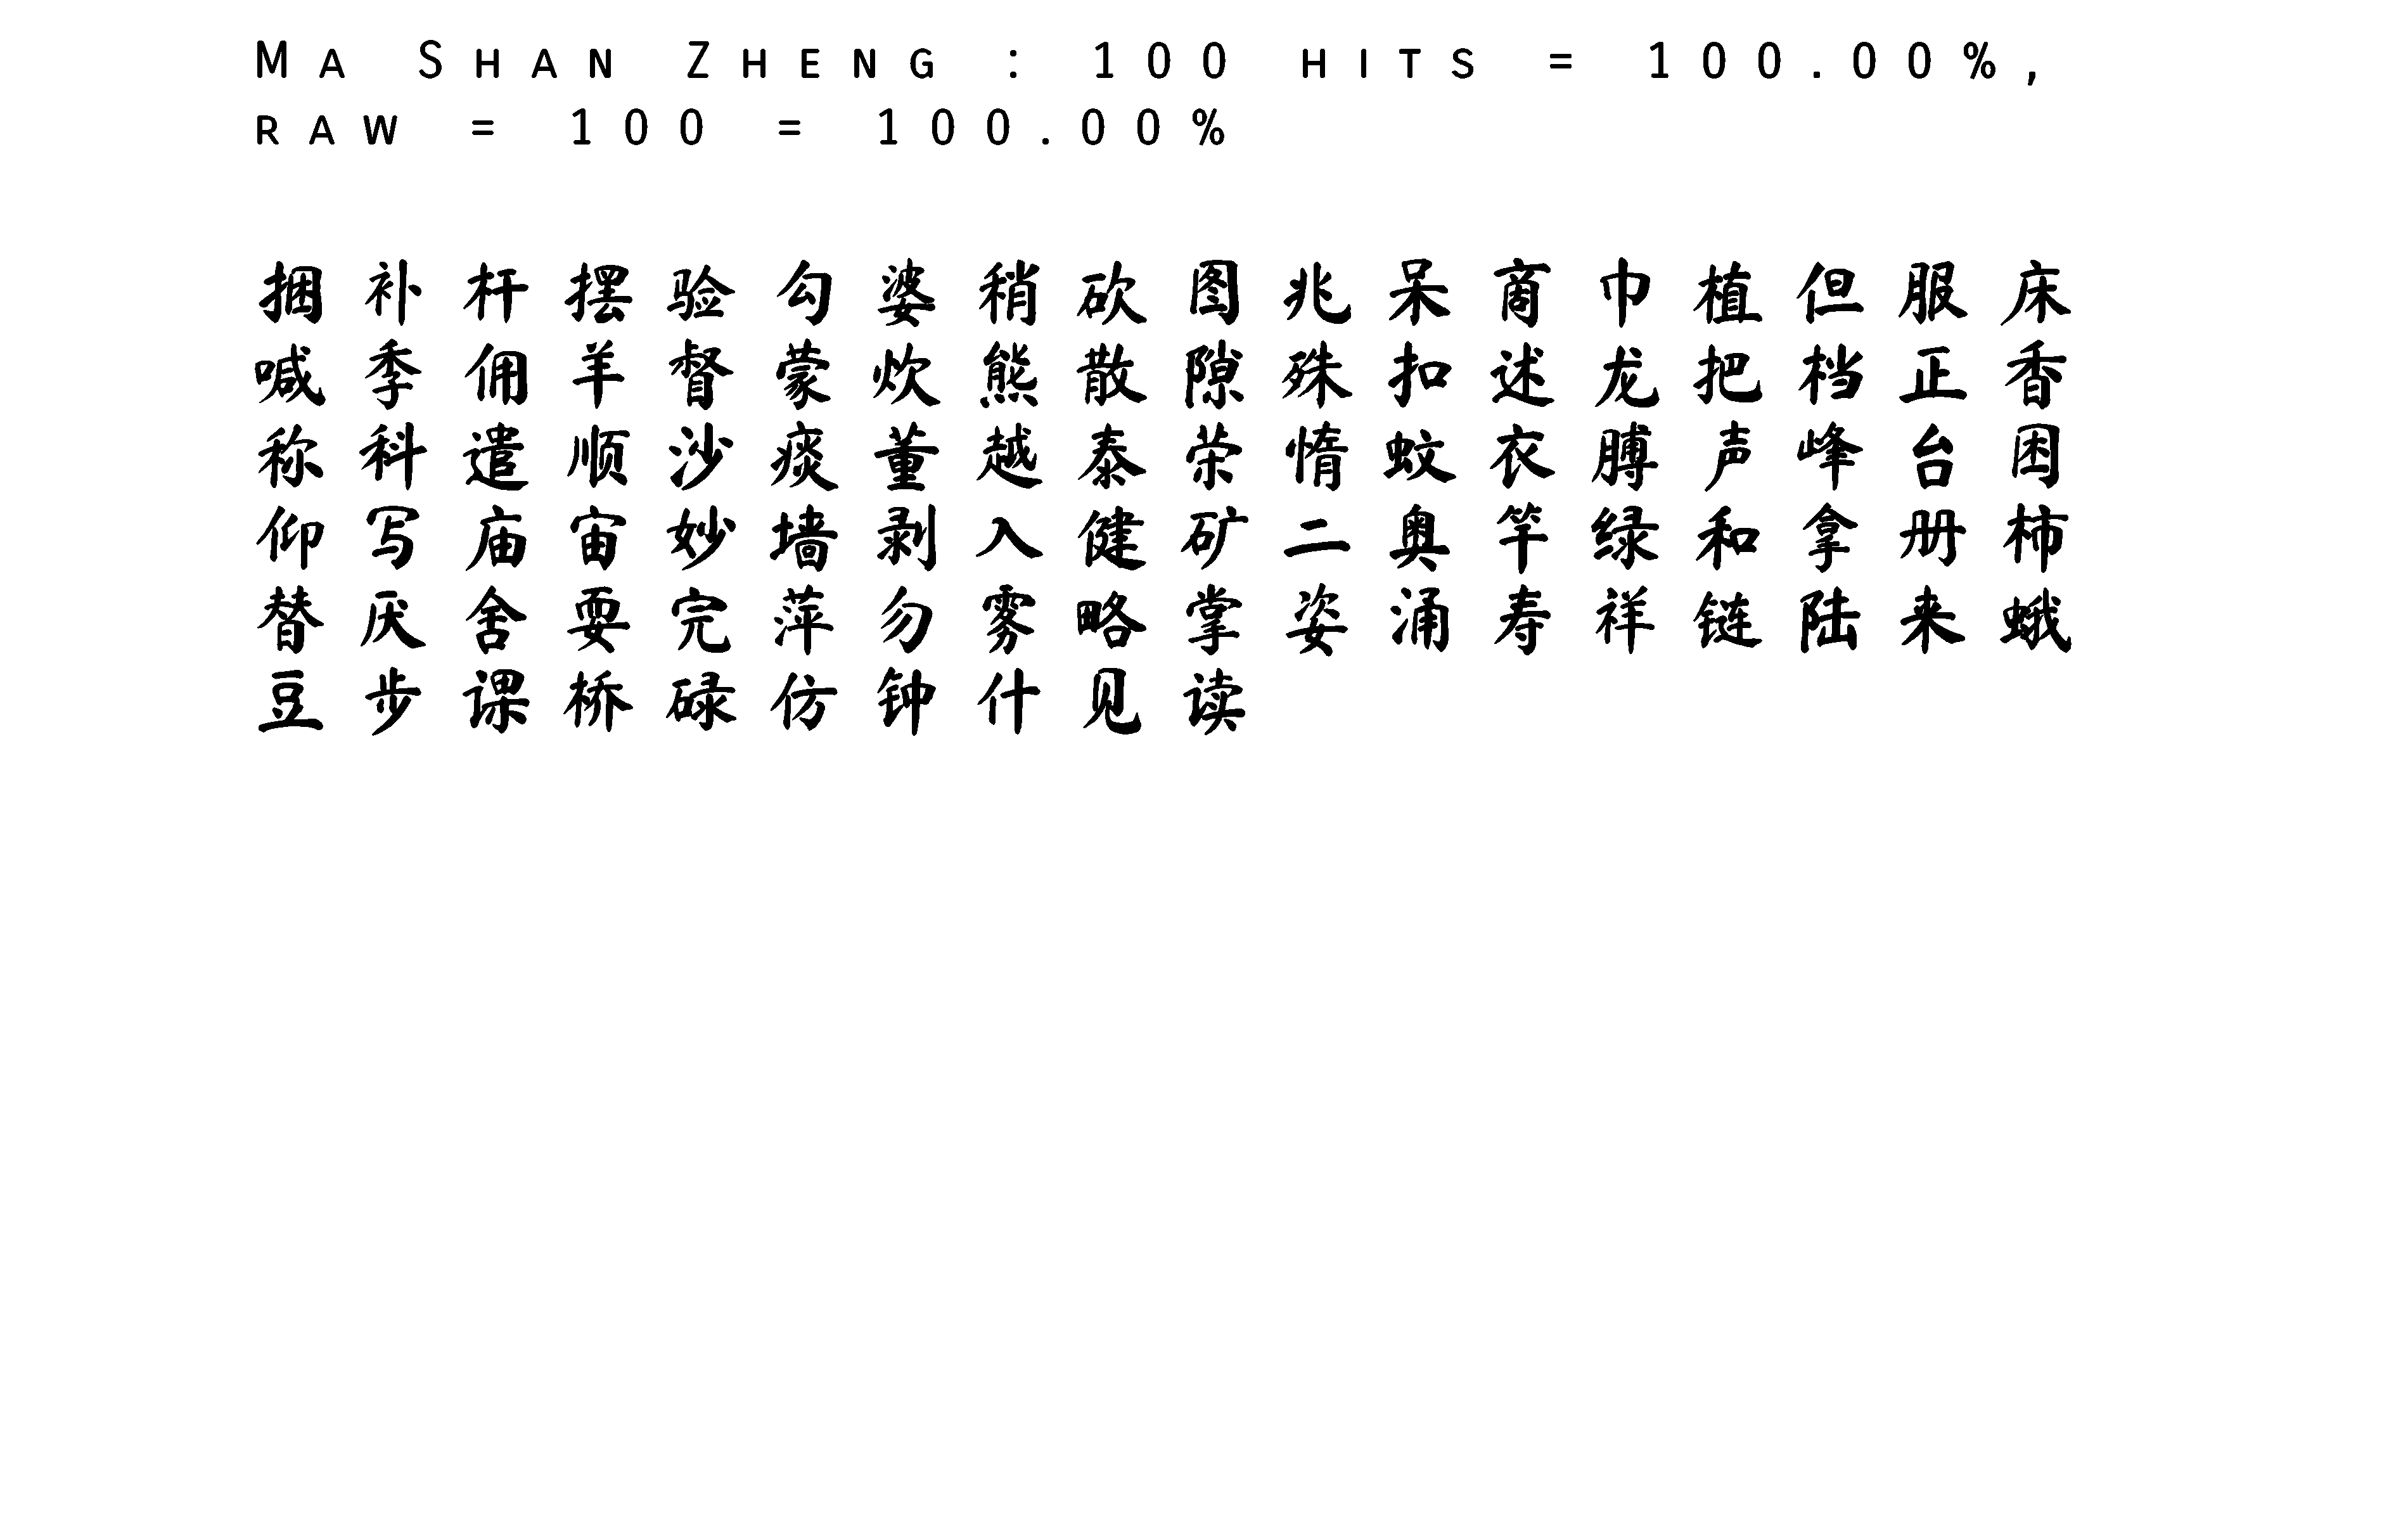 Ma Shan Zheng : 100 hits = 100.00%,
raw = 100 = 100.00%
捆补杆摆验勾婆稍砍图兆呆商巾植但服床
喊季佣羊督蒙炊熊散隙殊扣述龙把档正香
称科遣顺沙痰董越泰荣惰蚊衣膊声峰台困
仰写庙宙妙墙剥入健矿二奥竿绿和拿册柿
替厌舍耍完萍勿雾略掌姿涌寿祥链陆来蛾
豆步课桥碌仿钟什见读